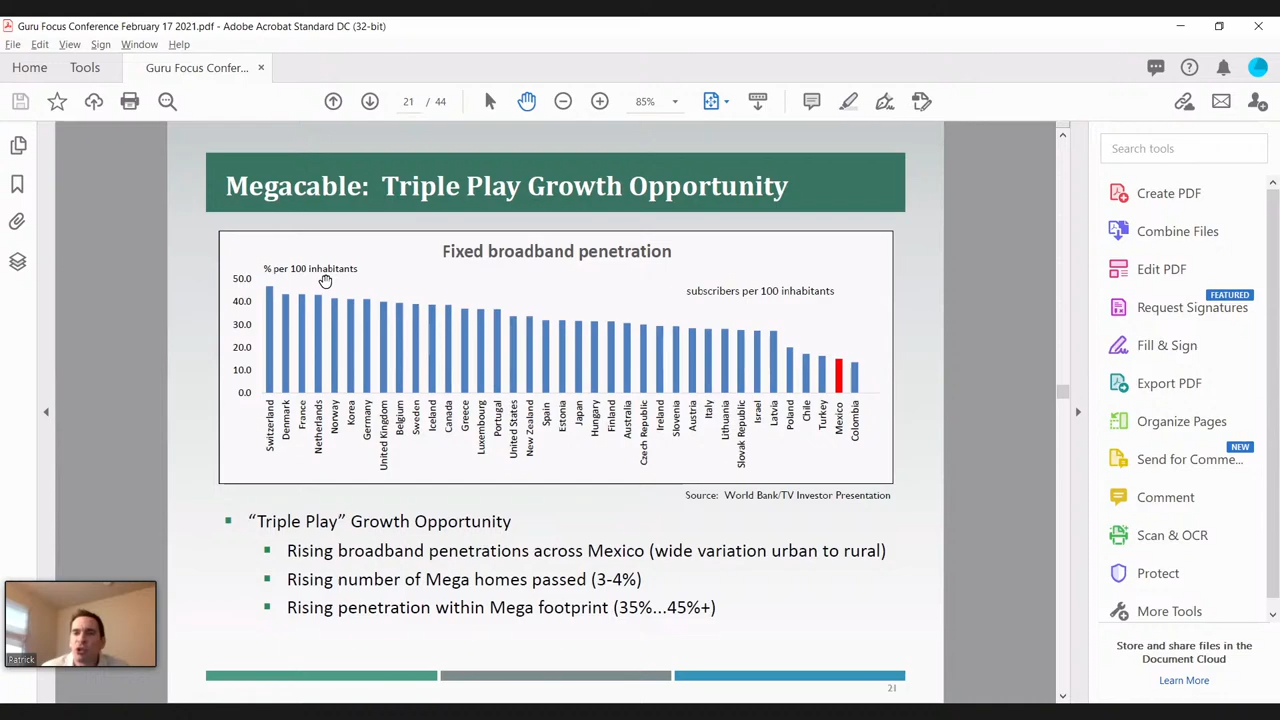 Guru Focus Conference February 17 2021.pdf - Adobe Acrobat Standard DC (32-bit)
File Edit View Sign Window Help
Home Tools Guru Focus Confer... ×
21 / 44 85%
Megacable: Triple Play Growth Opportunity
Fixed broadband penetration
% per 100 inhabitants
subscribers per 100 inhabitants
50.0
40.0
30.0
20.0
10.0
0.0
Switzerland
Denmark
France
Netherlands
Norway
Korea
Germany
United Kingdom
Belgium
Sweden
Iceland
Canada
Greece
Luxembourg
Portugal
United States
New Zealand
Spain
Estonia
Japan
Hungary
Finland
Australia
Czech Republic
Ireland
Slovenia
Austria
Italy
Lithuania
Slovak Republic
Israel
Latvia
Poland
Chile
Turkey
Mexico
Colombia
Source: World Bank/TV Investor Presentation
"Triple Play" Growth Opportunity
Rising broadband penetrations across Mexico (wide variation urban to rural)
Rising number of Mega homes passed (3-4%)
Rising penetration within Mega footprint (35%...45%+)
21
Patrick
Search tools
Create PDF
Combine Files
Edit PDF
FEATURED
Request Signatures
Fill & Sign
Export PDF
Organize Pages
NEW
Send for Comme...
Comment
Scan & OCR
Protect
More Tools
Store and share files in the
Document Cloud
Learn More